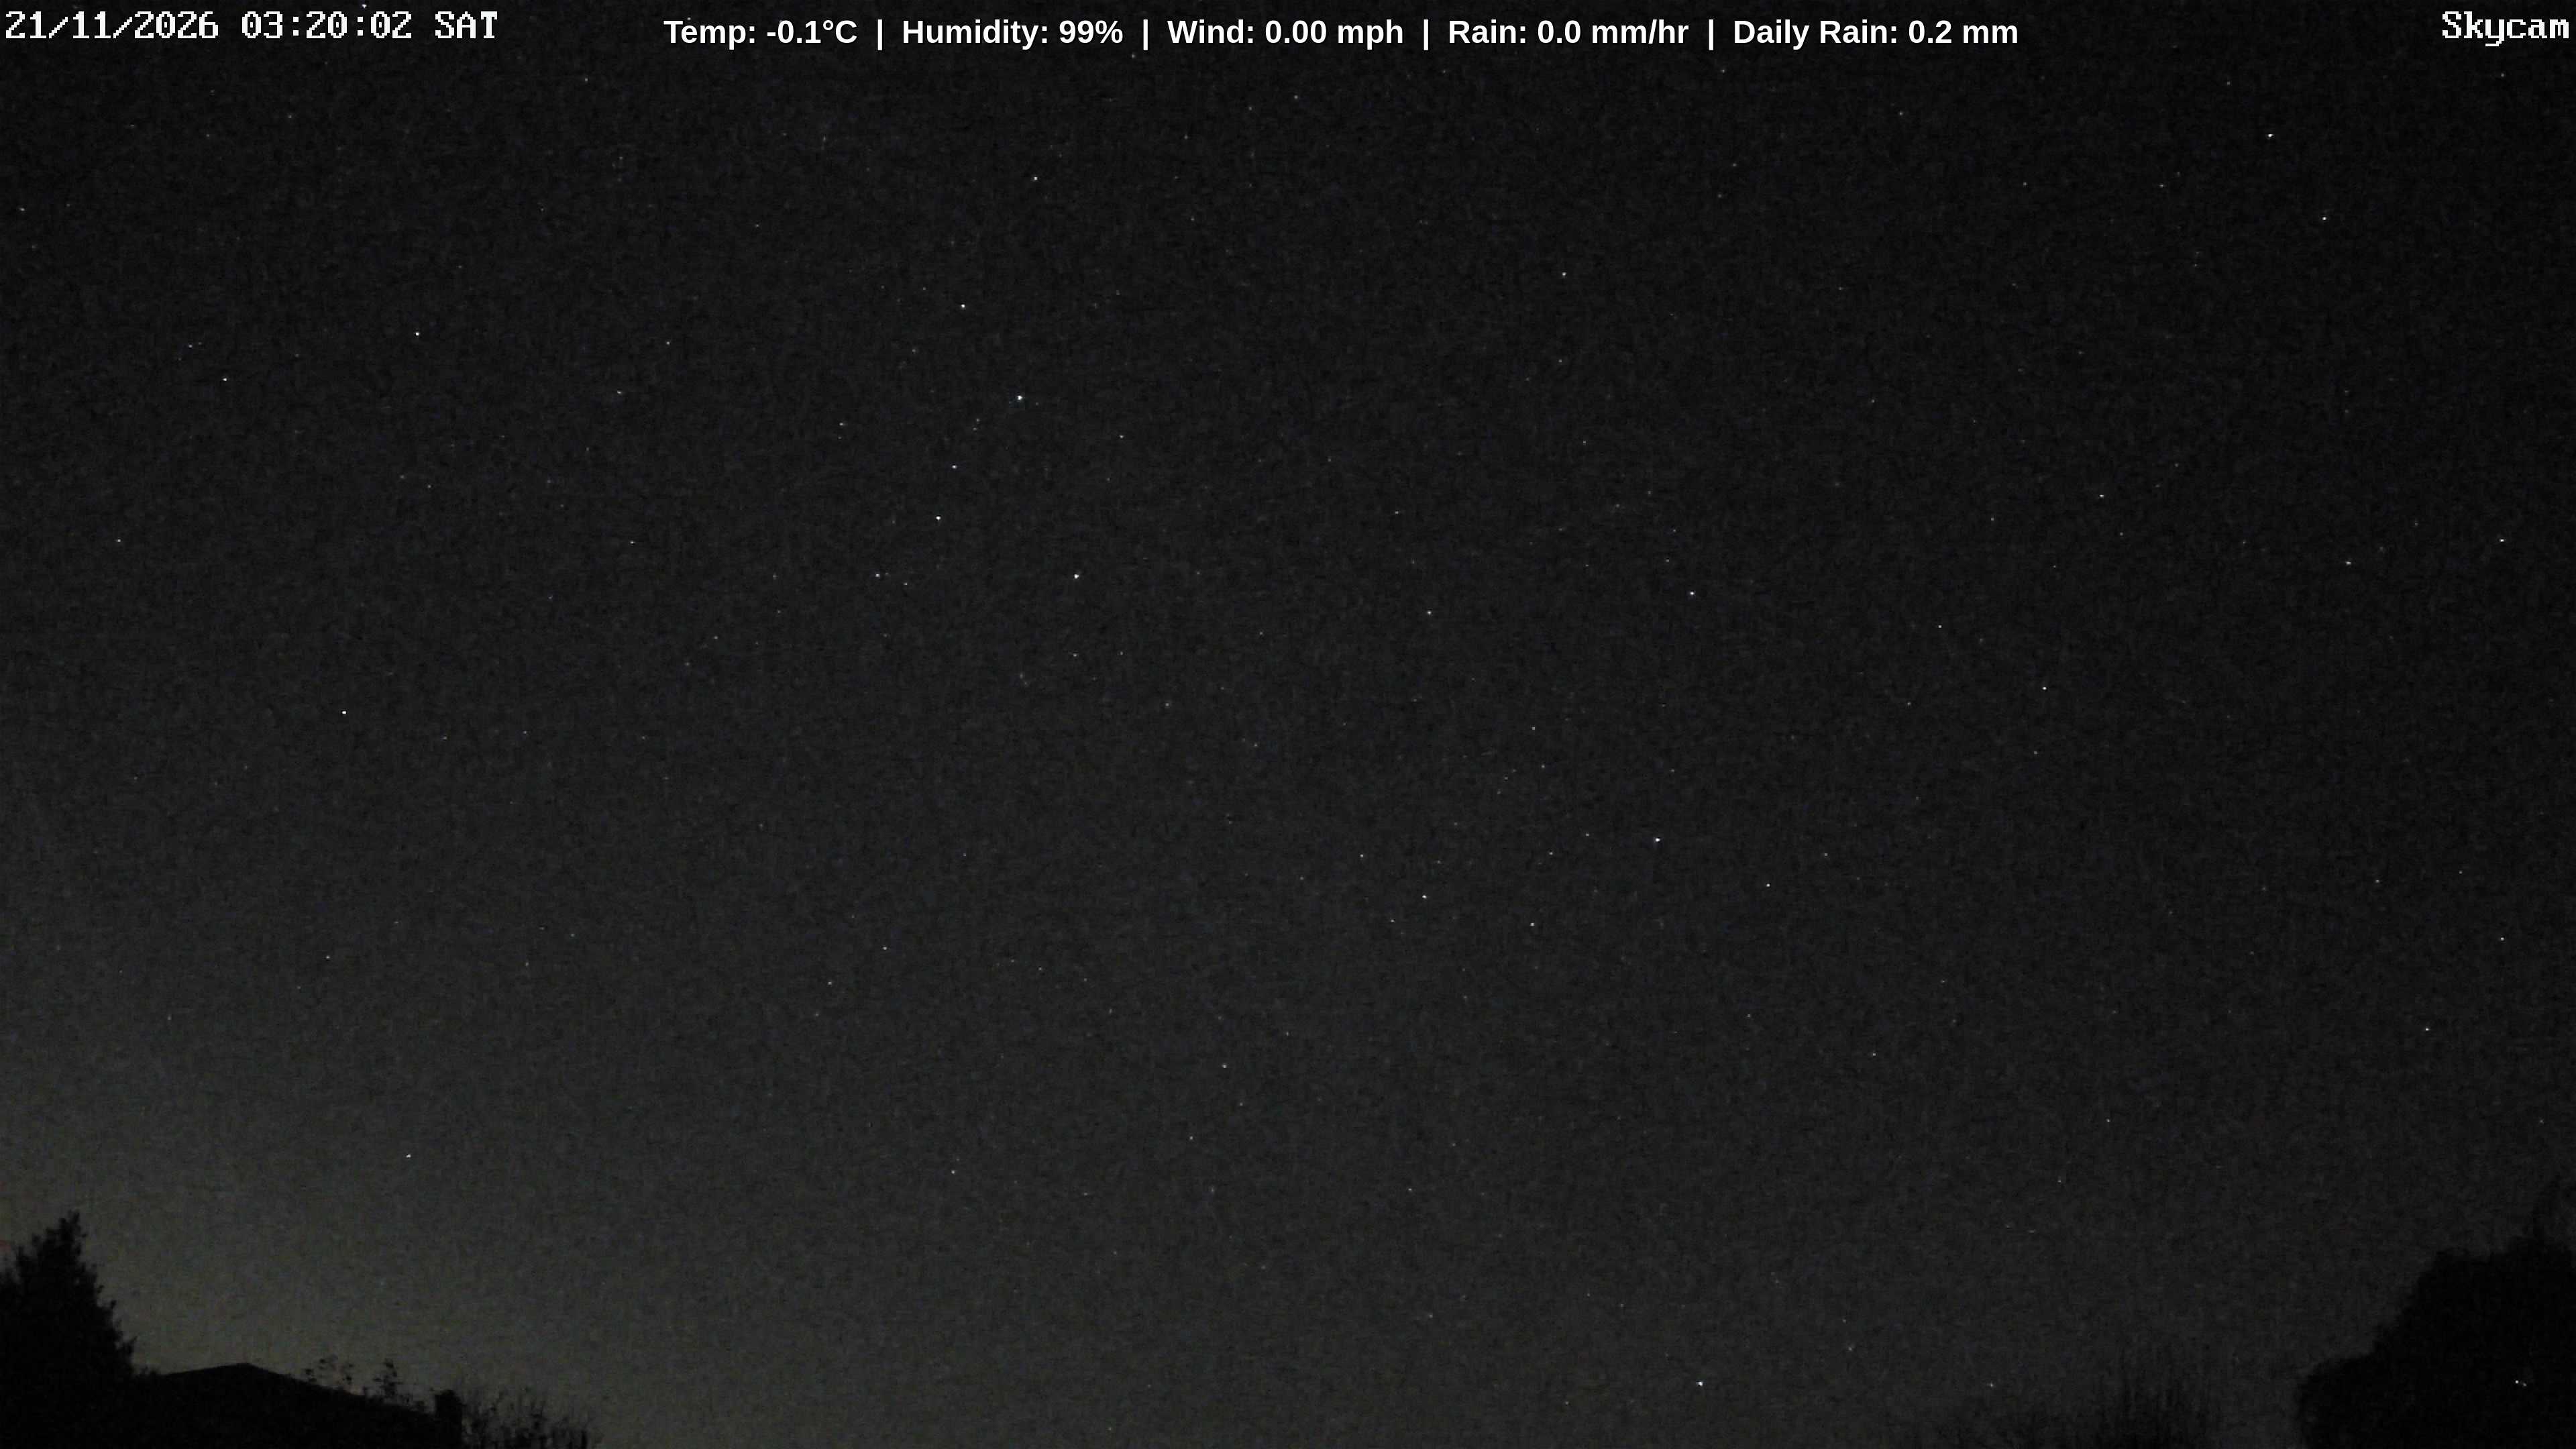 21/11/2026 03:20:02 SAT
Temp: -0.1°C | Humidity: 99% | Wind: 0.00 mph | Rain: 0.0 mm/hr | Daily Rain: 0.2 mm
Skycam